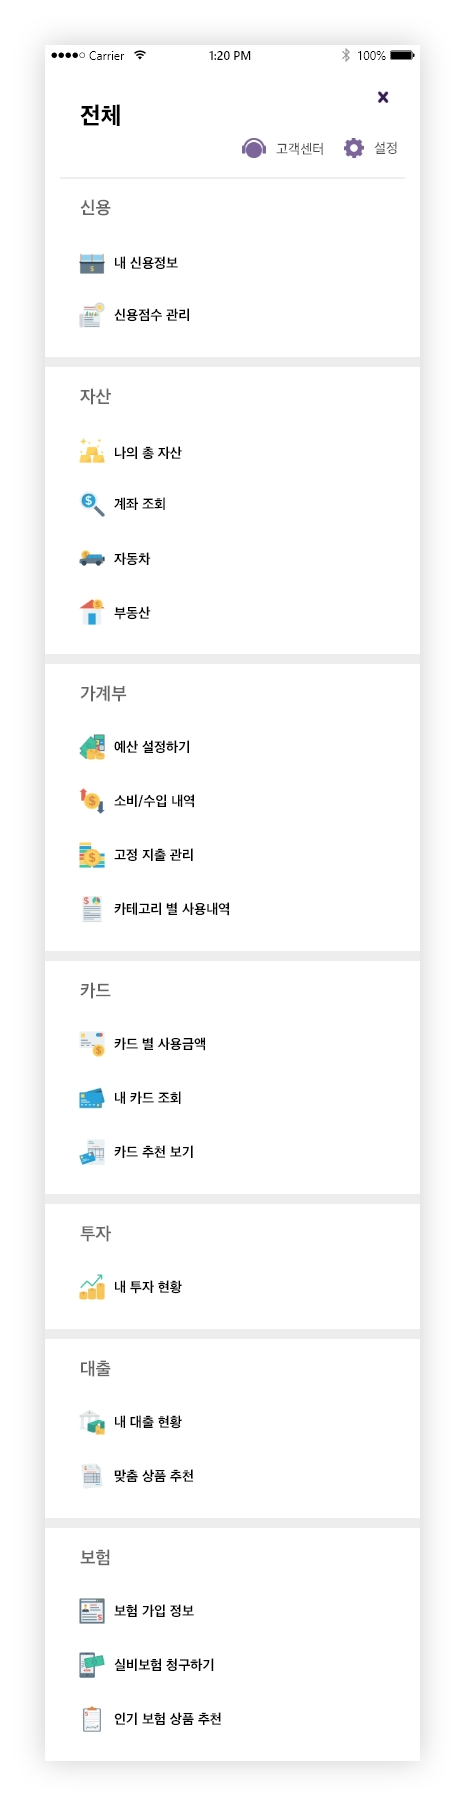 Carrier 1:20 PM 100%
전체
고객센터 설정
신용
내 신용정보
신용점수 관리
자산
나의 총 자산
계좌 조회
자동차
부동산
가계부
예산 설정하기
소비/수입 내역
고정 지출 관리
카테고리 별 사용내역
카드
카드 별 사용금액
내 카드 조회
카드 추천 보기
투자
내 투자 현황
대출
내 대출 현황
맞춤 상품 추천
보험
보험 가입 정보
실비보험 청구하기
인기 보험 상품 추천